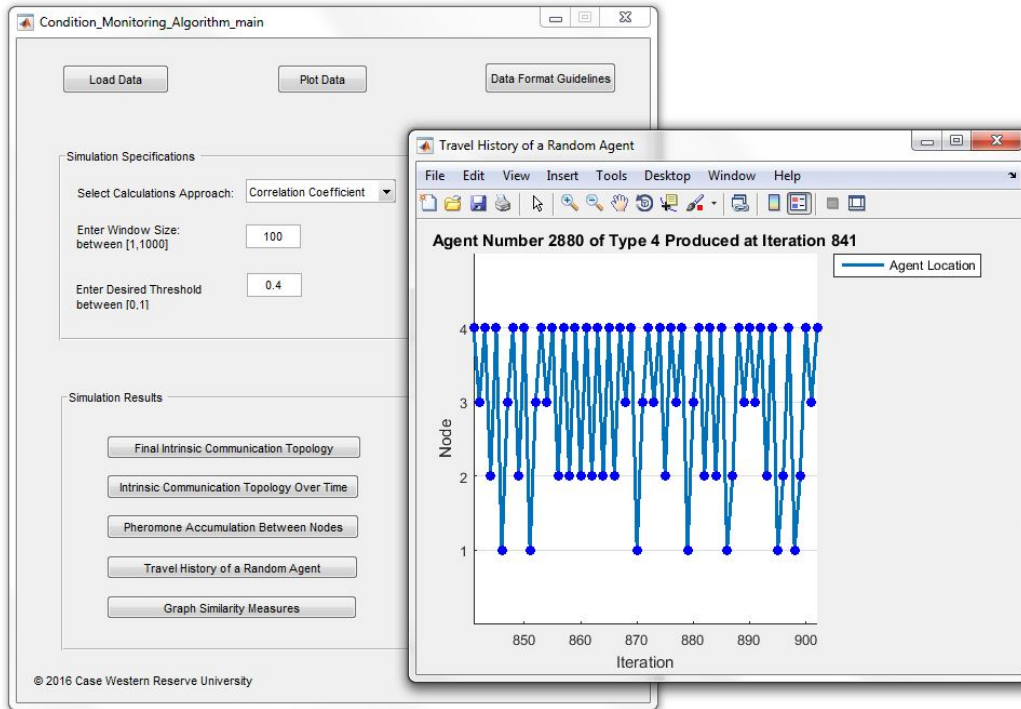 Condition_Monitoring_Algorithm_main
Load Data
Plot Data
Data Format Guidelines
Simulation Specifications
Select Calculations Approach:
Correlation Coefficient
Enter Window Size:
between [1,1000]
100
Enter Desired Threshold
between [0,1]
0.4
Simulation Results
Final Intrinsic Communication Topology
Intrinsic Communication Topology Over Time
Pheromone Accumulation Between Nodes
Travel History of a Random Agent
Graph Similarity Measures
© 2016 Case Western Reserve University
Travel History of a Random Agent
File Edit View Insert Tools Desktop Window Help
Agent Number 2880 of Type 4 Produced at Iteration 841
Agent Location
4
3
2
1
Node
850 860 870 880 890 900
Iteration